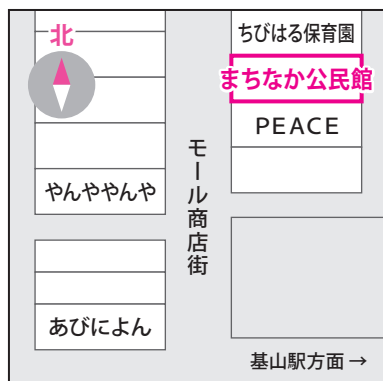 北
ちびはる保育園
まちなか公民館
PEACE
モール商店街
やんややんや
あびによん
基山駅方面→